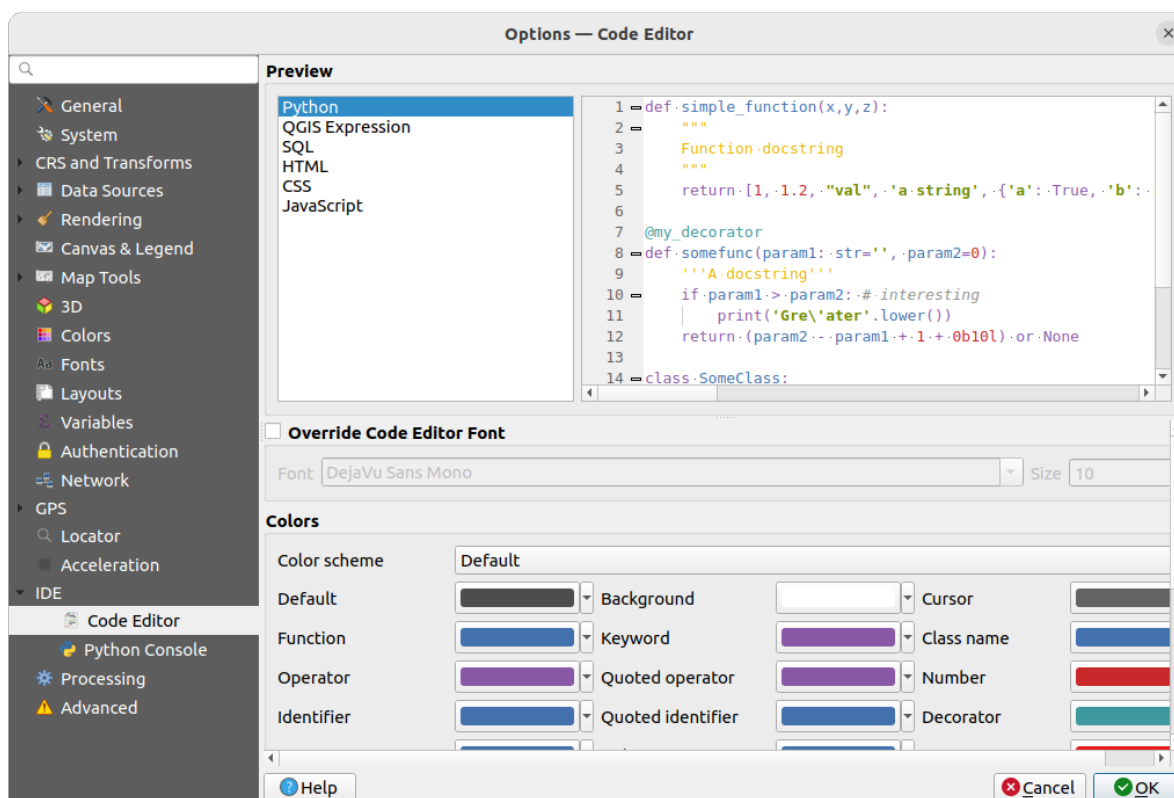 Options — Code Editor
General
System
CRS and Transforms
Data Sources
Rendering
Canvas & Legend
Map Tools
3D
Colors
Fonts
Layouts
Variables
Authentication
Network
GPS
Locator
Acceleration
IDE
Code Editor
Python Console
Processing
Advanced
Preview
Python
QGIS Expression
SQL
HTML
CSS
JavaScript
1 def·simple_function(x,y,z):
2 """
3 Function·docstring
4 """
5 return·[1,·1.2,·"val",·'a·string',·{'a':·True,·'b':·
6
7 @my_decorator
8 def·somefunc(param1:·str='',·param2=0):
9 '''A·docstring'''
10 if·param1·>·param2:·#·interesting
11 print('Gre\'ater'.lower())
12 return·(param2·-·param1·+·1·+·0b10l)·or·None
13
14 class·SomeClass:
Override Code Editor Font
Font DejaVu Sans Mono Size 10
Colors
Color scheme Default
Default Background Cursor
Function Keyword Class name
Operator Quoted operator Number
Identifier Quoted identifier Decorator
Help Cancel OK